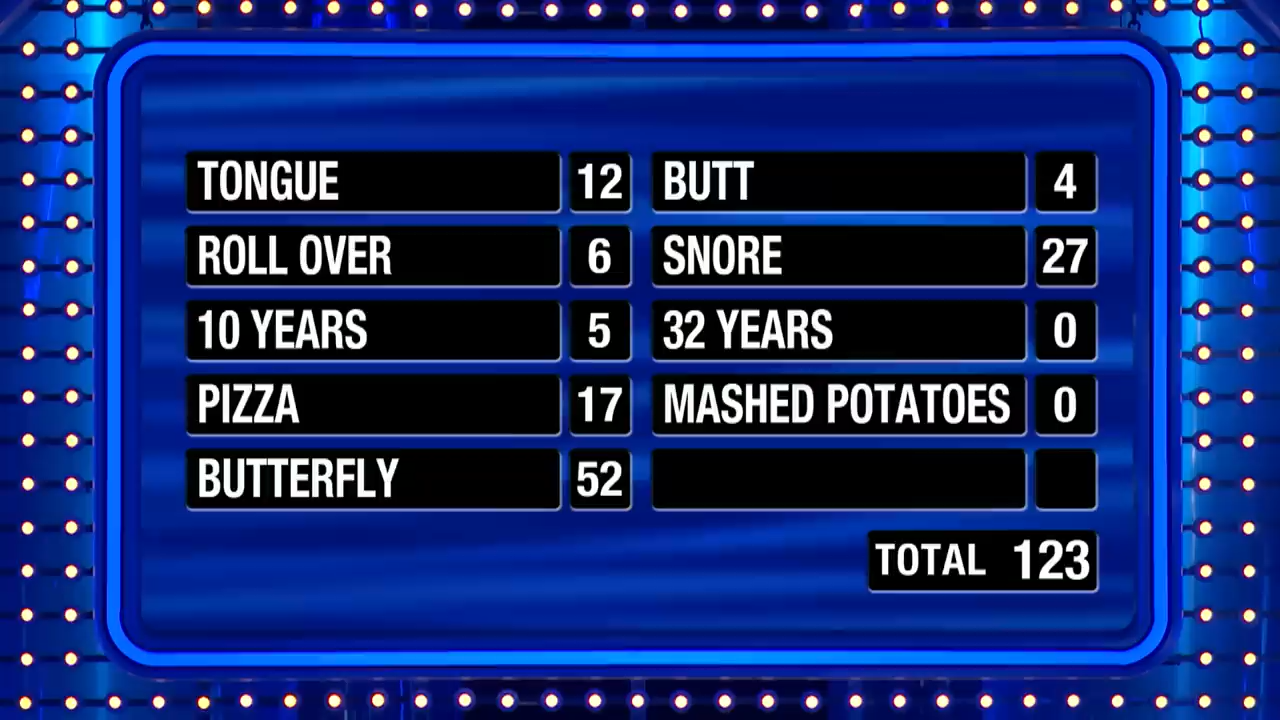 TONGUE 12 BUTT 4
ROLL OVER 6 SNORE 27
10 YEARS 5 32 YEARS 0
PIZZA 17 MASHED POTATOES 0
BUTTERFLY 52
TOTAL 123